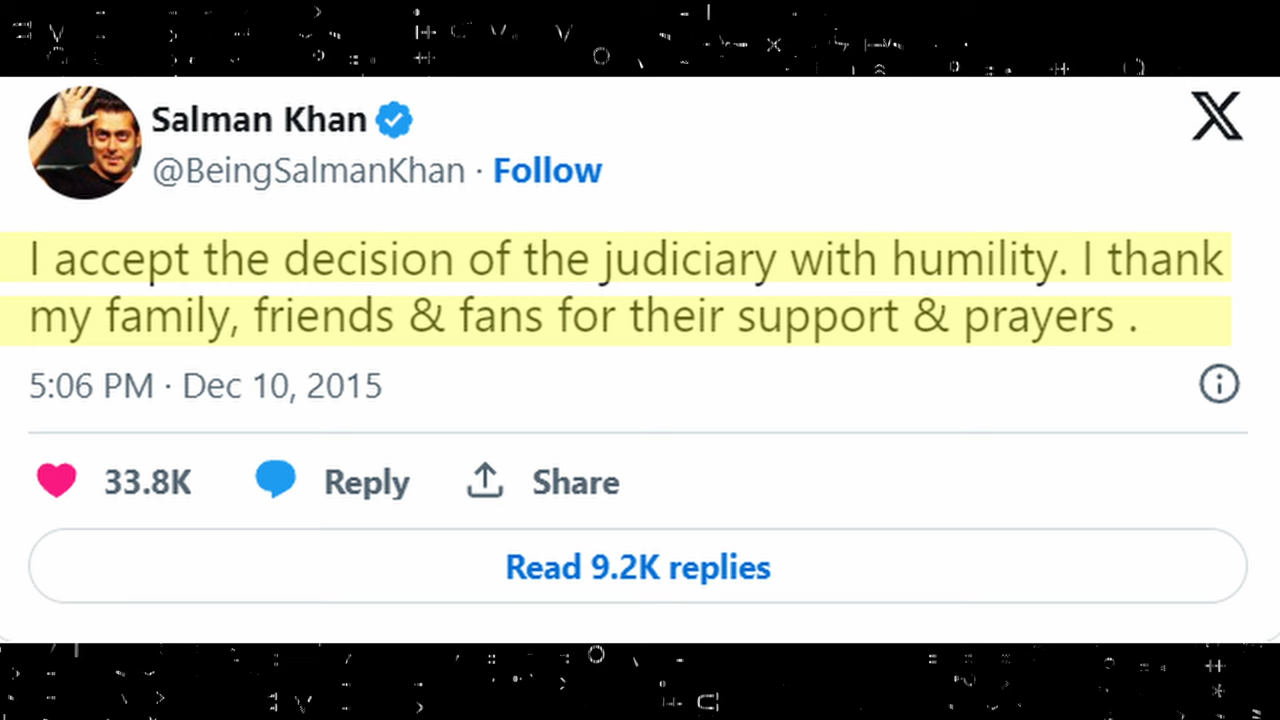 Salman Khan
@BeingSalmanKhan · Follow
I accept the decision of the judiciary with humility. I thank
my family, friends & fans for their support & prayers .
5:06 PM · Dec 10, 2015
33.8K Reply Share
Read 9.2K replies